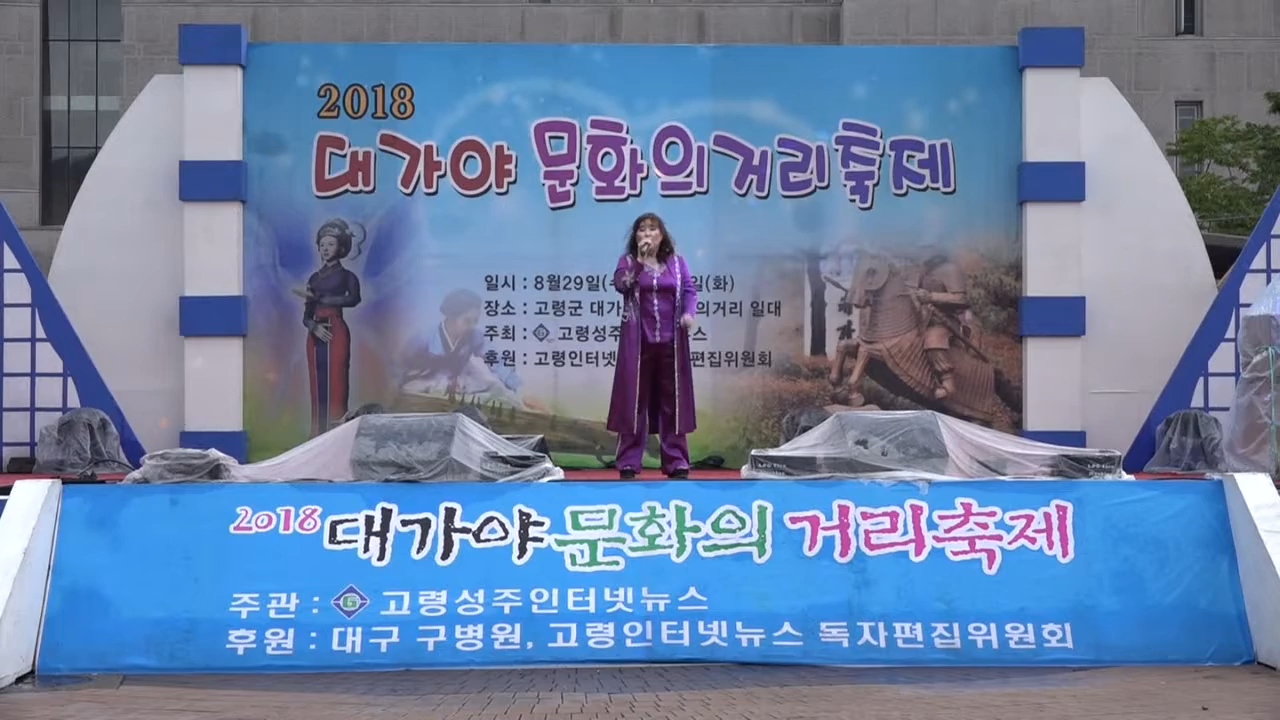 2018
대가야 문화의거리축제
일시 : 8월29일( 일(화)
장소 : 고령군 대가 의거리 일대
주최 : 고령성주 뉴스
후원 : 고령인터넷 편집위원회
2018 대가야 문화의 거리축제
주관 : G 고령성주인터넷뉴스
후원 : 대구 구병원, 고령인터넷뉴스 독자편집위원회